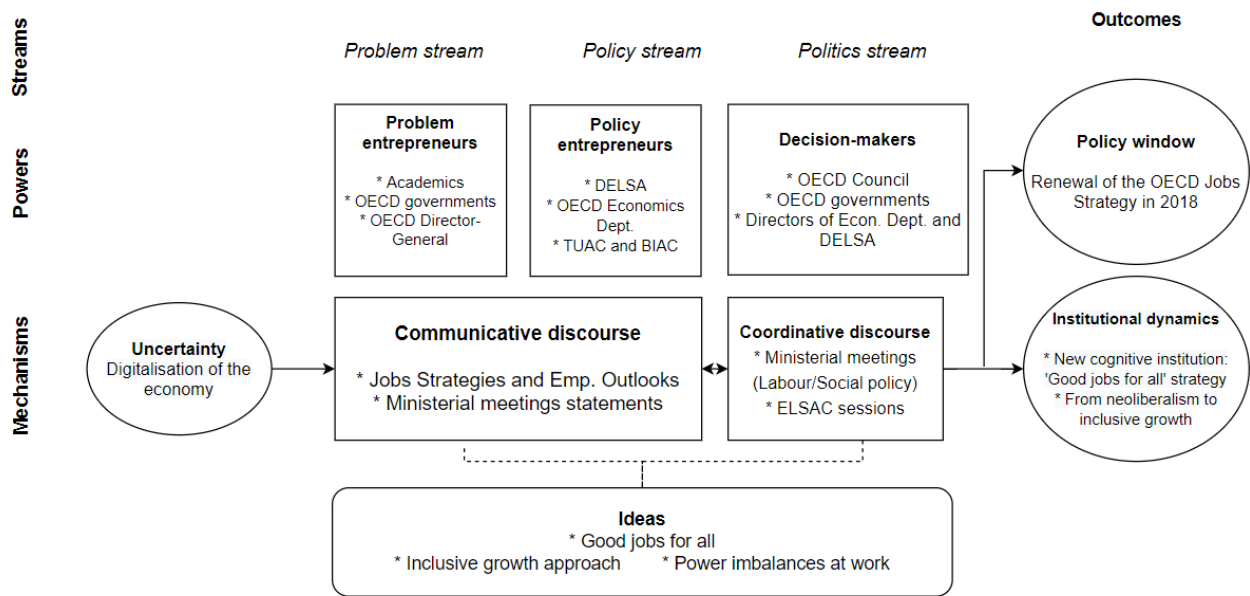 Outcomes
Streams
Problem stream
Policy stream
Politics stream
Powers
Problem
entrepreneurs
* Academics
* OECD governments
* OECD Director-
General
Policy
entrepreneurs
* DELSA
* OECD Economics
Dept.
* TUAC and BIAC
Decision-makers
* OECD Council
* OECD governments
* Directors of Econ. Dept. and
DELSA
Policy window
Renewal of the OECD Jobs
Strategy in 2018
Mechanisms
Uncertainty
Digitalisation of the
economy
Communicative discourse
* Jobs Strategies and Emp. Outlooks
* Ministerial meetings statements
Coordinative discourse
* Ministerial meetings
(Labour/Social policy)
* ELSAC sessions
Institutional dynamics
* New cognitive institution:
'Good jobs for all' strategy
* From neoliberalism to
inclusive growth
Ideas
* Good jobs for all
* Inclusive growth approach * Power imbalances at work